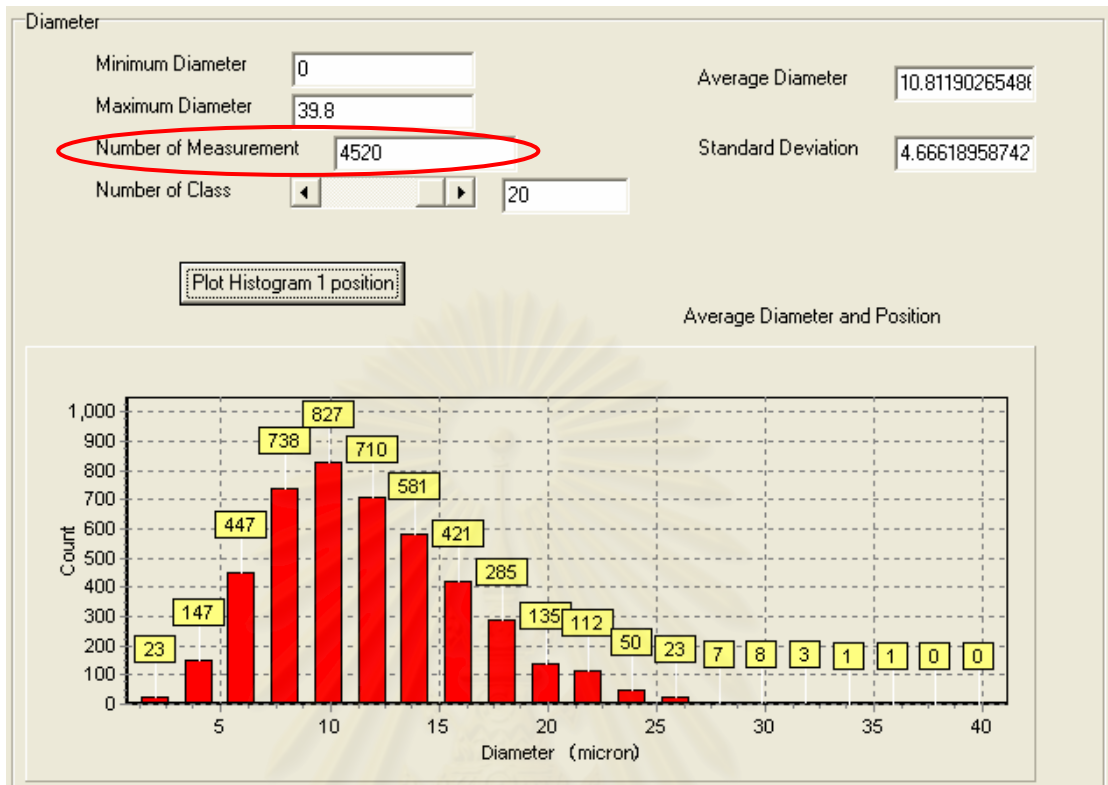 Diameter
Minimum Diameter 0
Maximum Diameter 39.8
Number of Measurement 4520
Number of Class 20
Average Diameter 10.8119026548
Standard Deviation 4.66618958742
Plot Histogram 1 position
Average Diameter and Position
1,000
900
800
700
600
500
400
300
200
100
0
Count
23 147 447 738 827 710 581 421 285 135 112 50 23 7 8 3 1 1 0 0
5 10 15 20 25 30 35 40
Diameter (micron)